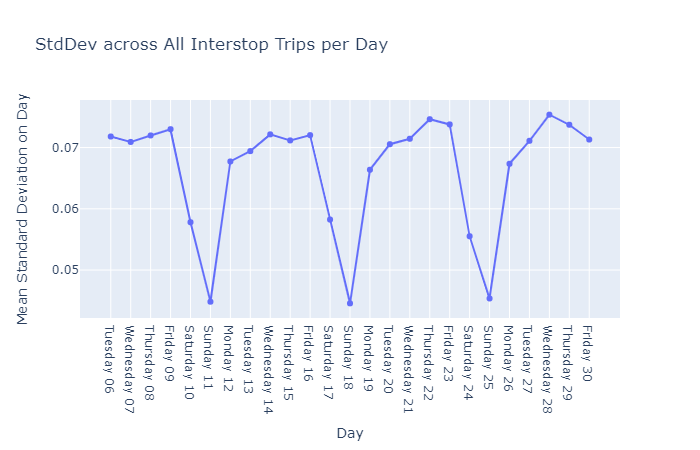 StdDev across All Interstop Trips per Day
Mean Standard Deviation on Day
0.07
0.06
0.05
Tuesday 06
Wednesday 07
Thursday 08
Friday 09
Saturday 10
Sunday 11
Monday 12
Tuesday 13
Wednesday 14
Thursday 15
Friday 16
Saturday 17
Sunday 18
Monday 19
Tuesday 20
Wednesday 21
Thursday 22
Friday 23
Saturday 24
Sunday 25
Monday 26
Tuesday 27
Wednesday 28
Thursday 29
Friday 30
Day